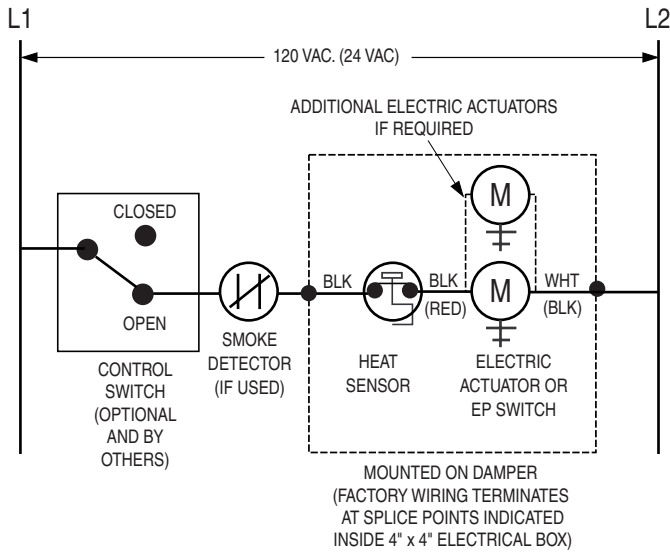 L1
L2
120 VAC. (24 VAC)
ADDITIONAL ELECTRIC ACTUATORS
IF REQUIRED
CLOSED
OPEN
CONTROL
SWITCH
(OPTIONAL
AND BY
OTHERS)
SMOKE
DETECTOR
(IF USED)
BLK
HEAT
SENSOR
BLK
(RED)
M
M
WHT
(BLK)
ELECTRIC
ACTUATOR OR
EP SWITCH
MOUNTED ON DAMPER
(FACTORY WIRING TERMINATES
AT SPLICE POINTS INDICATED
INSIDE 4" x 4" ELECTRICAL BOX)